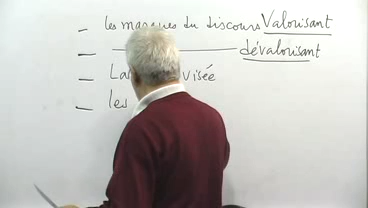 - les marques du discours Valorisant
- ———— dévalorisant
- La visée
- les